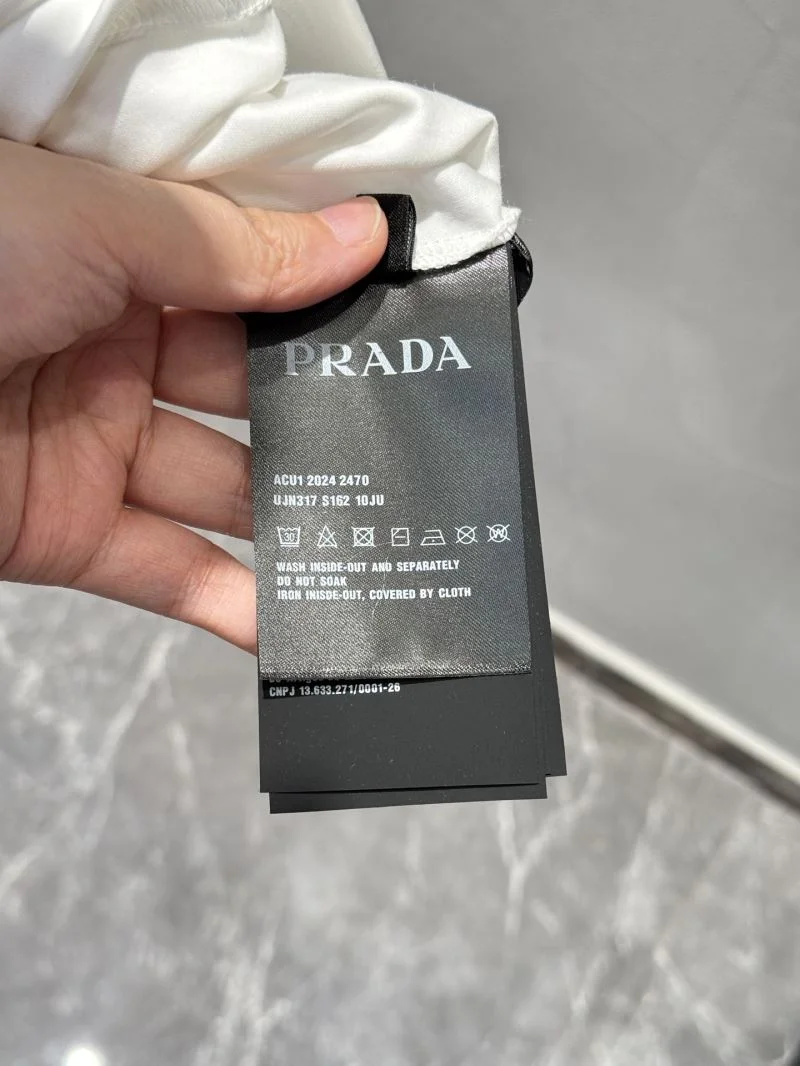 PRADA
ACU1 2024 2470
UJN317 S162 10JU
30°
W
WASH INSIDE-OUT AND SEPARATELY
DO NOT SOAK
IRON INISDE-OUT, COVERED BY CLOTH
CNPJ 13.633.271/0001-26